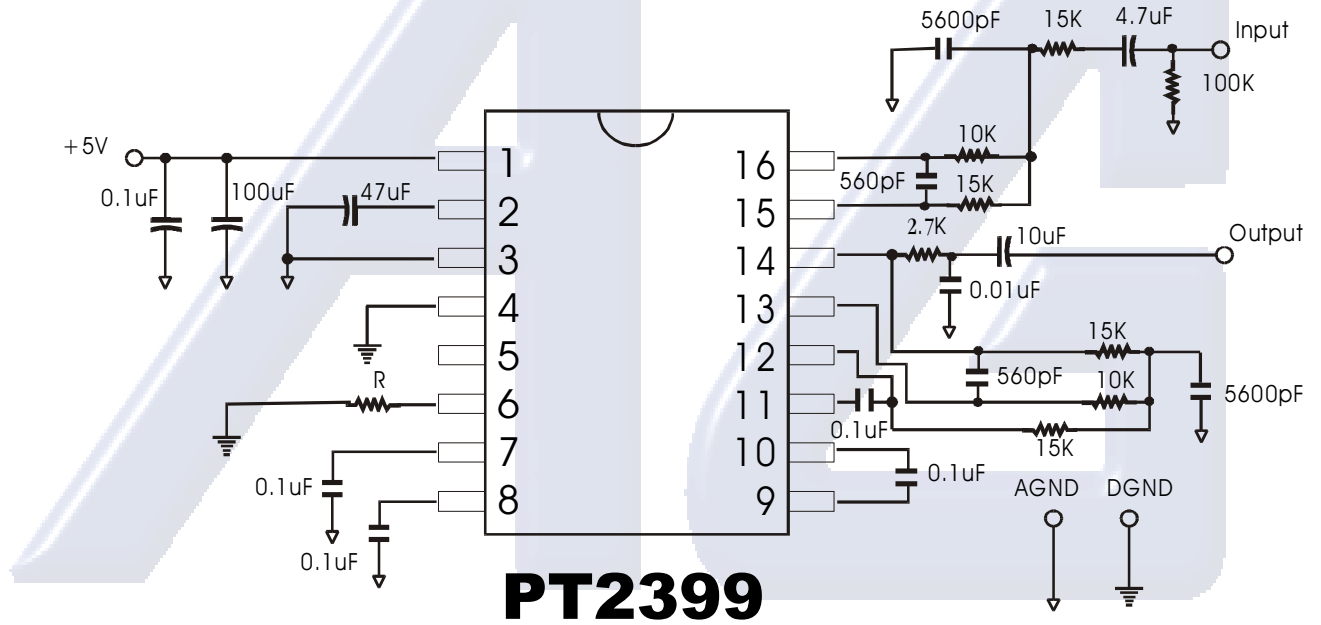 5600pF 15K 4.7uF Input
100K
+5V
0.1uF 100uF 47uF
10K
560pF 15K
2.7K
10uF Output
0.01uF
1 16
2 15
3 14
4 13
5 12
6 11
7 10
8 9
R
15K
560pF 10K
5600pF
0.1uF
15K
0.1uF
0.1uF
0.1uF
AGND DGND
PT2399